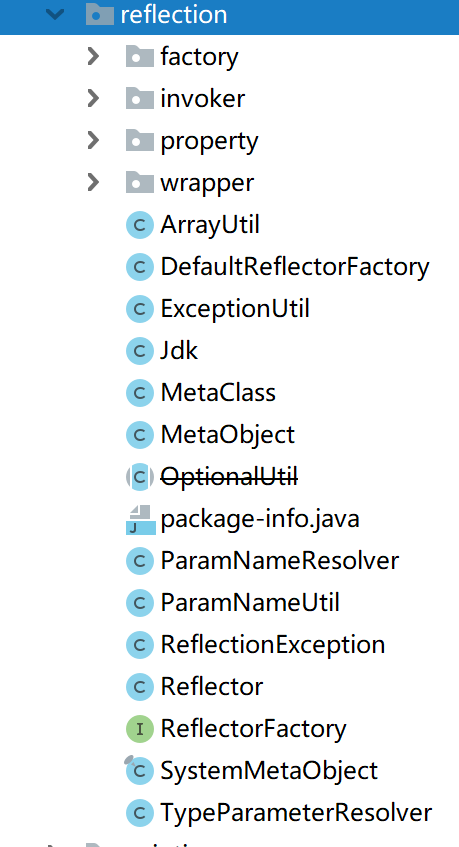 reflection
factory
invoker
property
wrapper
C ArrayUtil
C DefaultReflectorFactory
C ExceptionUtil
C Jdk
C MetaClass
C MetaObject
C OptionalUtil
J package-info.java
C ParamNameResolver
C ParamNameUtil
C ReflectionException
C Reflector
I ReflectorFactory
C SystemMetaObject
C TypeParameterResolver